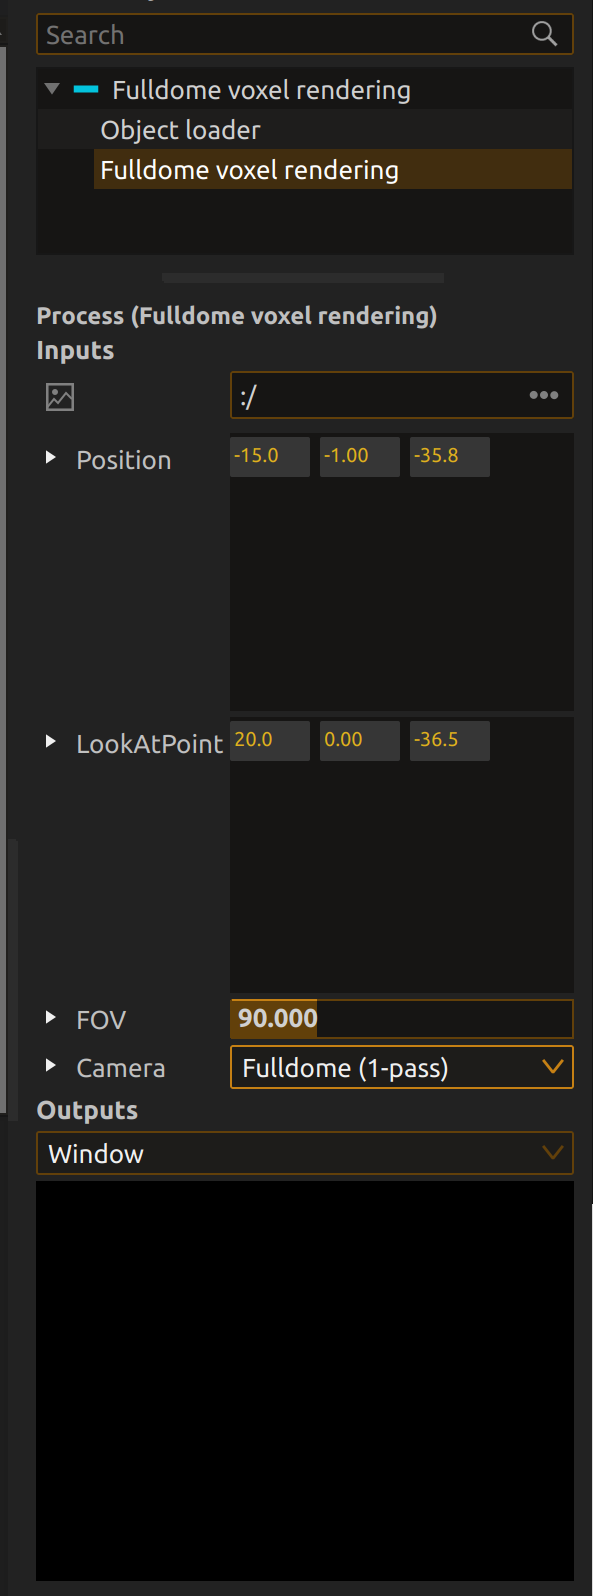 Search
Fulldome voxel rendering
Object loader
Fulldome voxel rendering
Process (Fulldome voxel rendering)
Inputs
:/
Position -15.0 -1.00 -35.8
LookAtPoint 20.0 0.00 -36.5
FOV 90.000
Camera Fulldome (1-pass)
Outputs
Window